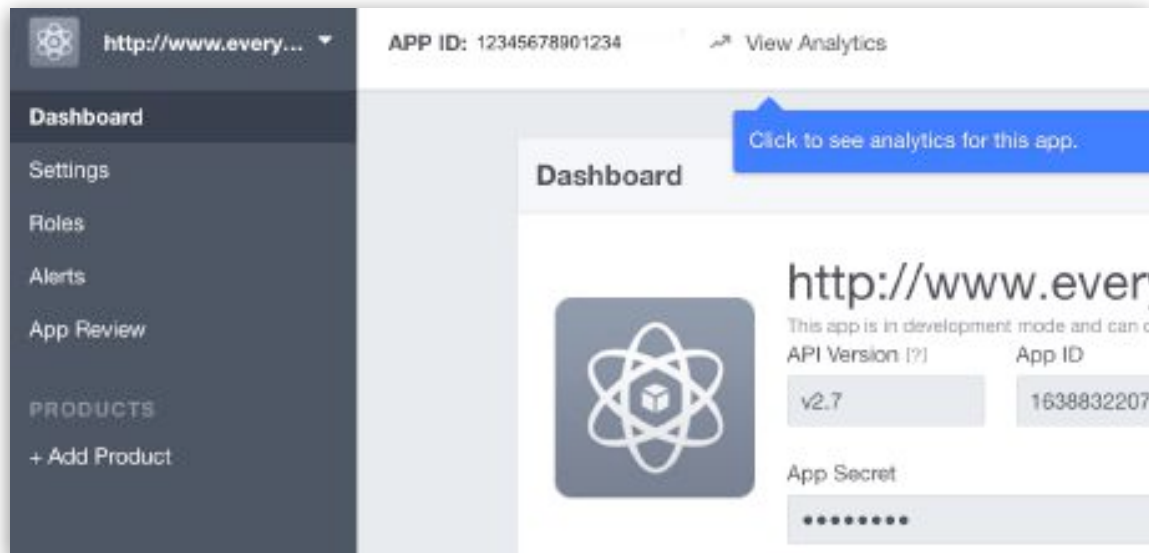 http://www.every... APP ID: 12345678901234 View Analytics
Dashboard
Settings
Roles
Alerts
App Review
PRODUCTS
+ Add Product
Click to see analytics for this app.
Dashboard
http://www.every
This app is in development mode and can
API Version [?] App ID
v2.7 1638832207
App Secret
••••••••